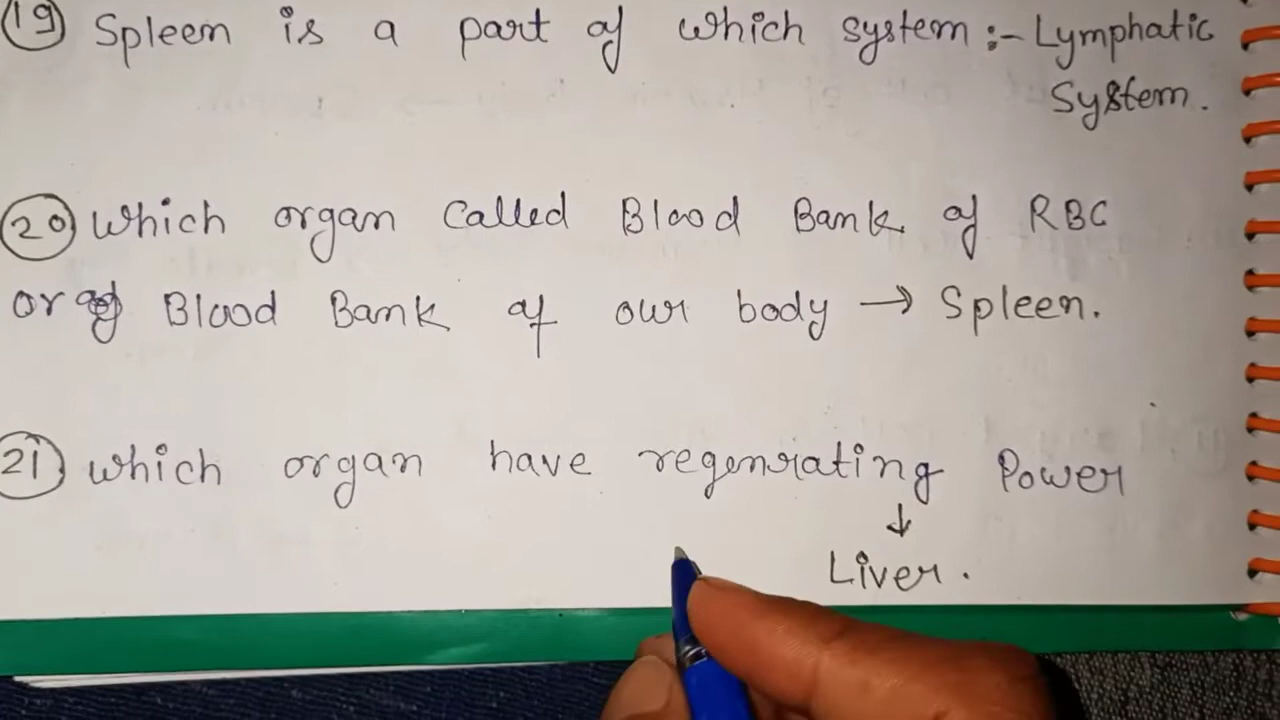 19 Spleen is a part of which system :- Lymphatic
System.
20 Which organ called Blood Bank of RBC
or Blood Bank of our body → Spleen.
21 which organ have regenrating Power
↓
Liver.